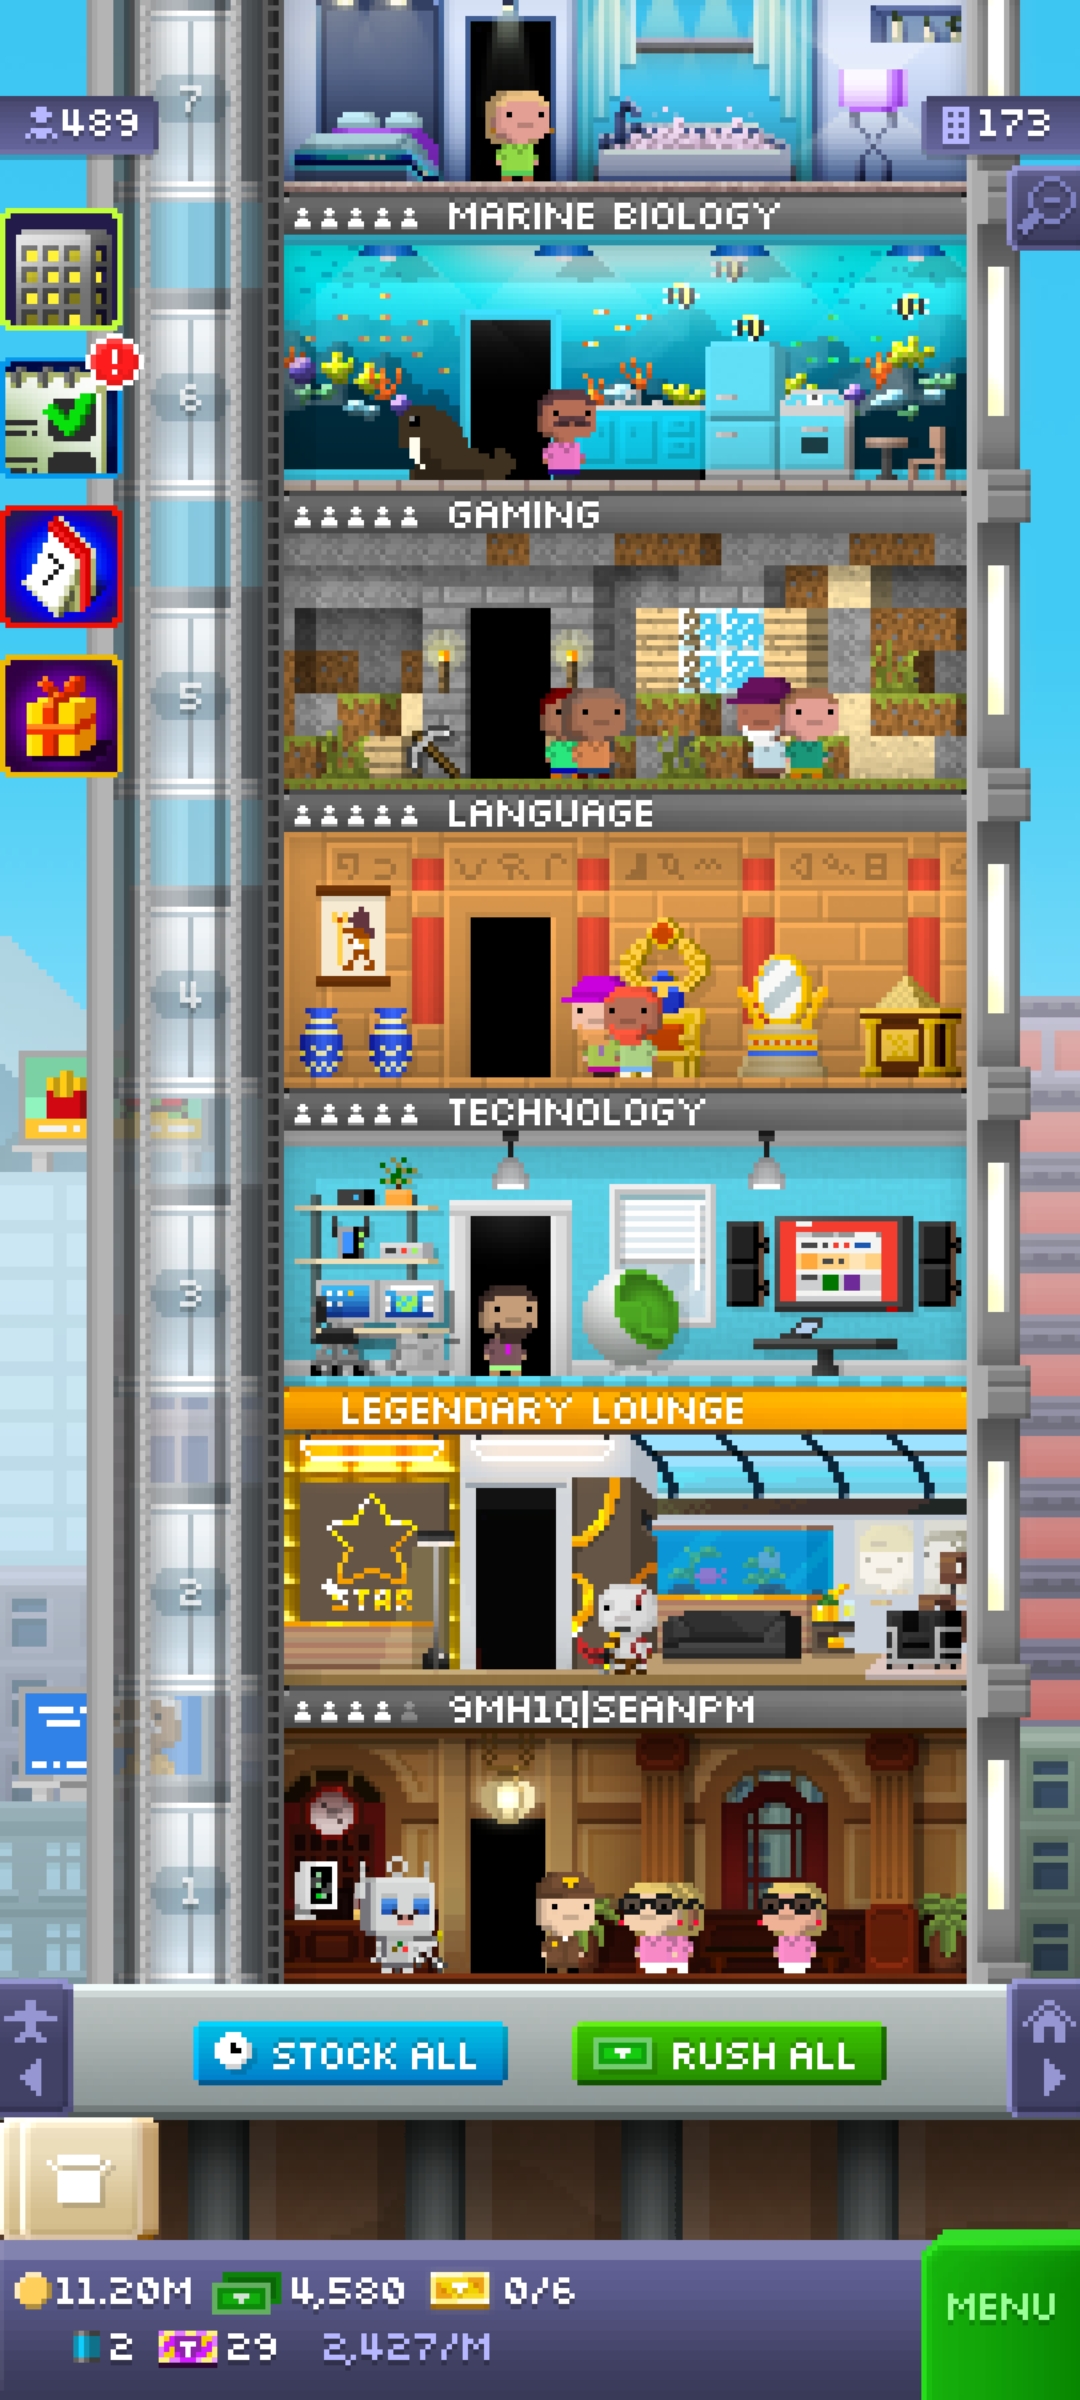 7
489
173
MARINE BIOLOGY
6
GAMING
5
LANGUAGE
4
TECHNOLOGY
3
LEGENDARY LOUNGE
STAR
2
9MH1Q|SEANPM
1
STOCK ALL
RUSH ALL
11.20M 4,580 0/6
MENU
2 29 2,427/M